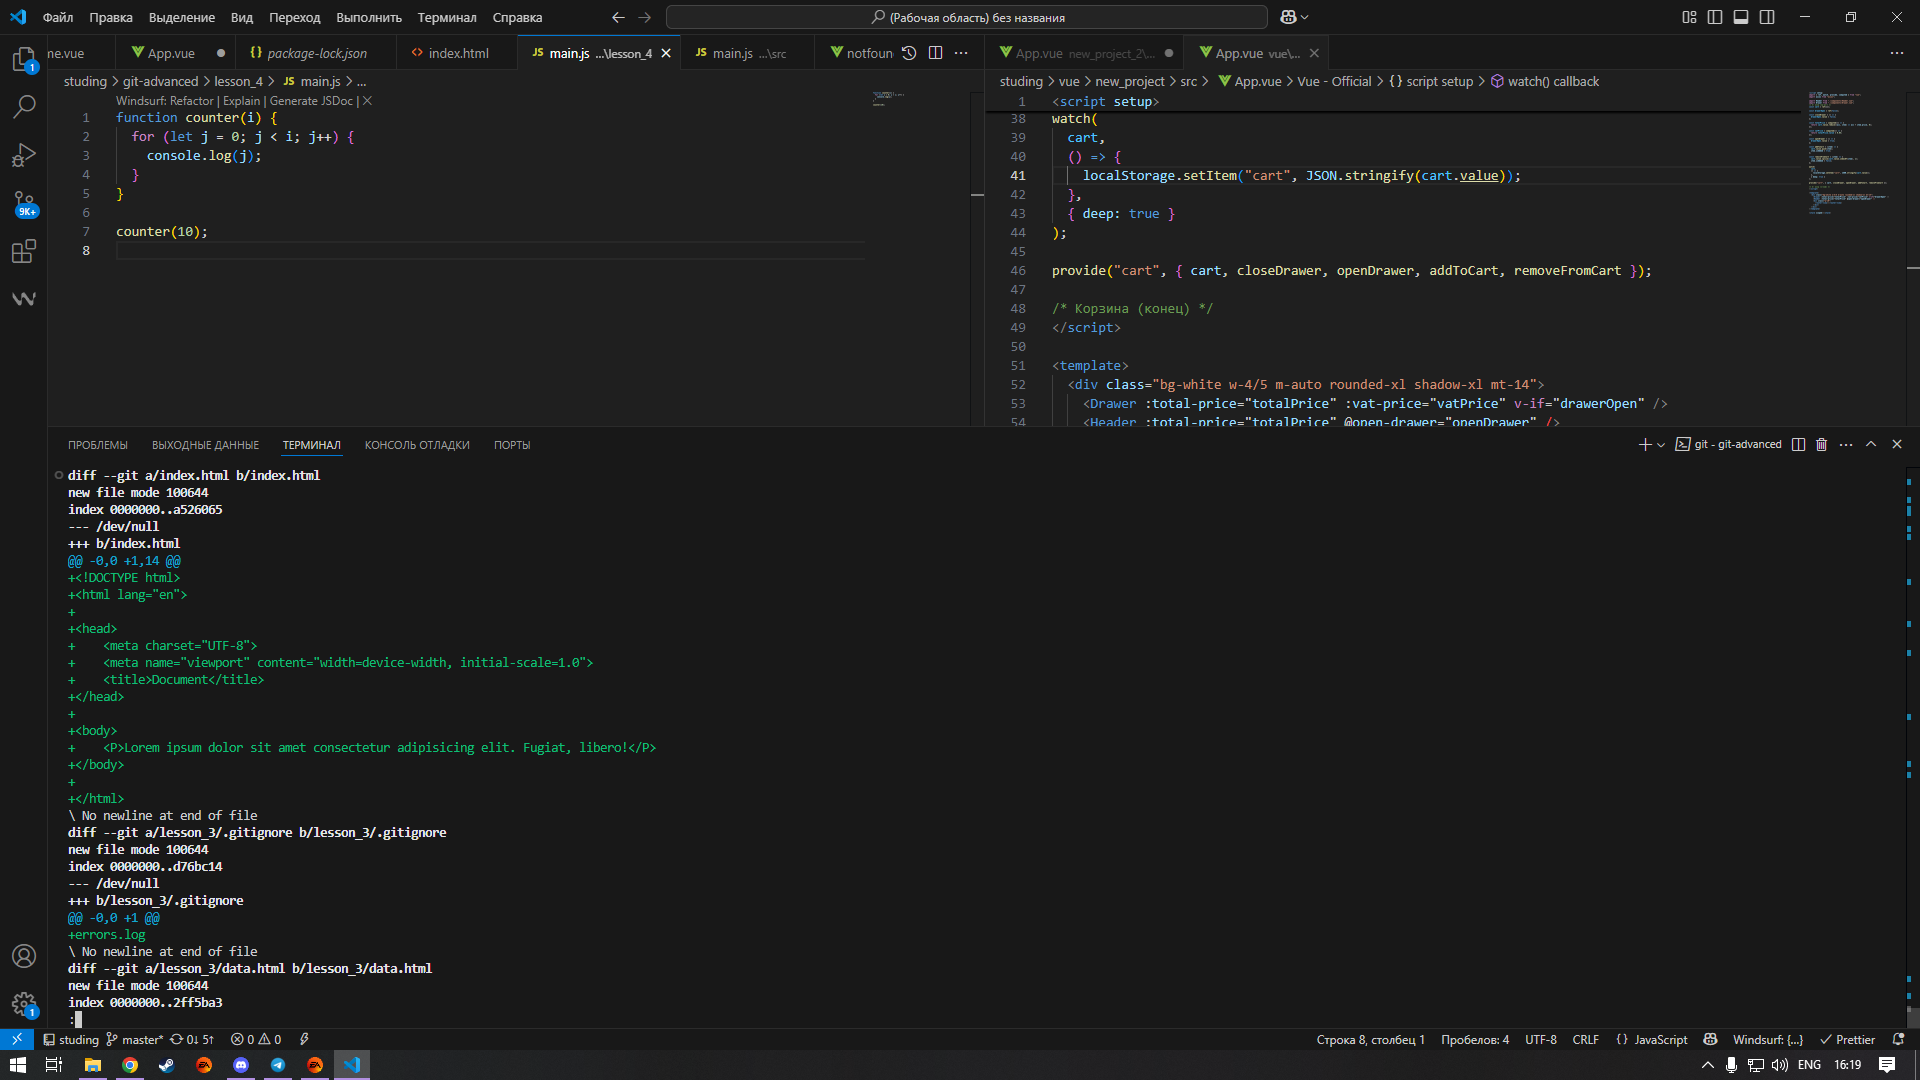 Файл Правка Выделение Вид Переход Выполнить Терминал Справка
(Рабочая область) без названия
me.vue App.vue package-lock.json index.html main.js ...\lesson_4 main.js ...\src notfoun
studing > git-advanced > lesson_4 > JS main.js > ...
Windsurf: Refactor | Explain | Generate JSDoc | ×
1 function counter(i) {
2 for (let j = 0; j < i; j++) {
3 console.log(j);
4 }
5 }
6
7 counter(10);
8
App.vue new_project_2\... App.vue vue\...
studing > vue > new_project > src > App.vue > Vue - Official > {} script setup > watch() callback
1 <script setup>
38 watch(
39 cart,
40 () => {
41 localStorage.setItem("cart", JSON.stringify(cart.value));
42 },
43 { deep: true }
44 );
45
46 provide("cart", { cart, closeDrawer, openDrawer, addToCart, removeFromCart });
47
48 /* Корзина (конец) */
49 </script>
50
51 <template>
52 <div class="bg-white w-4/5 m-auto rounded-xl shadow-xl mt-14">
53 <Drawer :total-price="totalPrice" :vat-price="vatPrice" v-if="drawerOpen" />
54 <Header :total-price="totalPrice" @open-drawer="openDrawer" />
ПРОБЛЕМЫ ВЫХОДНЫЕ ДАННЫЕ ТЕРМИНАЛ КОНСОЛЬ ОТЛАДКИ ПОРТЫ
git - git-advanced
diff --git a/index.html b/index.html
new file mode 100644
index 0000000..a526065
--- /dev/null
+++ b/index.html
@@ -0,0 +1,14 @@
+<!DOCTYPE html>
+<html lang="en">
+
+<head>
+    <meta charset="UTF-8">
+    <meta name="viewport" content="width=device-width, initial-scale=1.0">
+    <title>Document</title>
+</head>
+
+<body>
+    <P>Lorem ipsum dolor sit amet consectetur adipisicing elit. Fugiat, libero!</P>
+</body>
+
+</html>
\ No newline at end of file
diff --git a/lesson_3/.gitignore b/lesson_3/.gitignore
new file mode 100644
index 0000000..d76bc14
--- /dev/null
+++ b/lesson_3/.gitignore
@@ -0,0 +1 @@
+errors.log
\ No newline at end of file
diff --git a/lesson_3/data.html b/lesson_3/data.html
new file mode 100644
index 0000000..2ff5ba3
:
1
9K+
1
studing master* 0↓ 5↑ 0 0
Строка 8, столбец 1 Пробелов: 4 UTF-8 CRLF {} JavaScript Windsurf: {...} Prettier
ENG 16:19